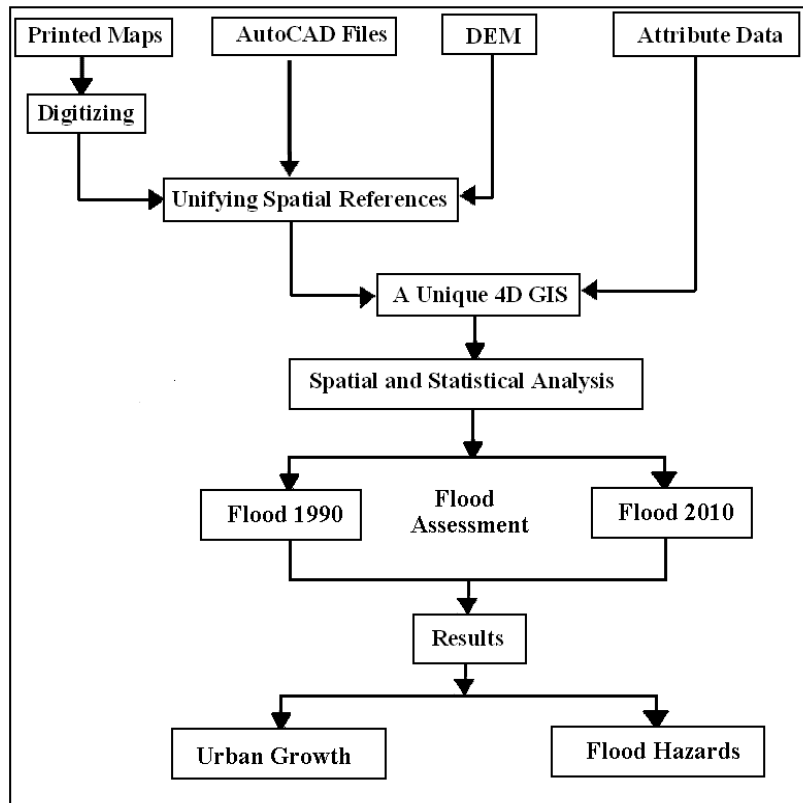 Printed Maps
AutoCAD Files
DEM
Attribute Data
Digitizing
Unifying Spatial References
A Unique 4D GIS
Spatial and Statistical Analysis
Flood 1990
Flood
Assessment
Flood 2010
Results
Urban Growth
Flood Hazards